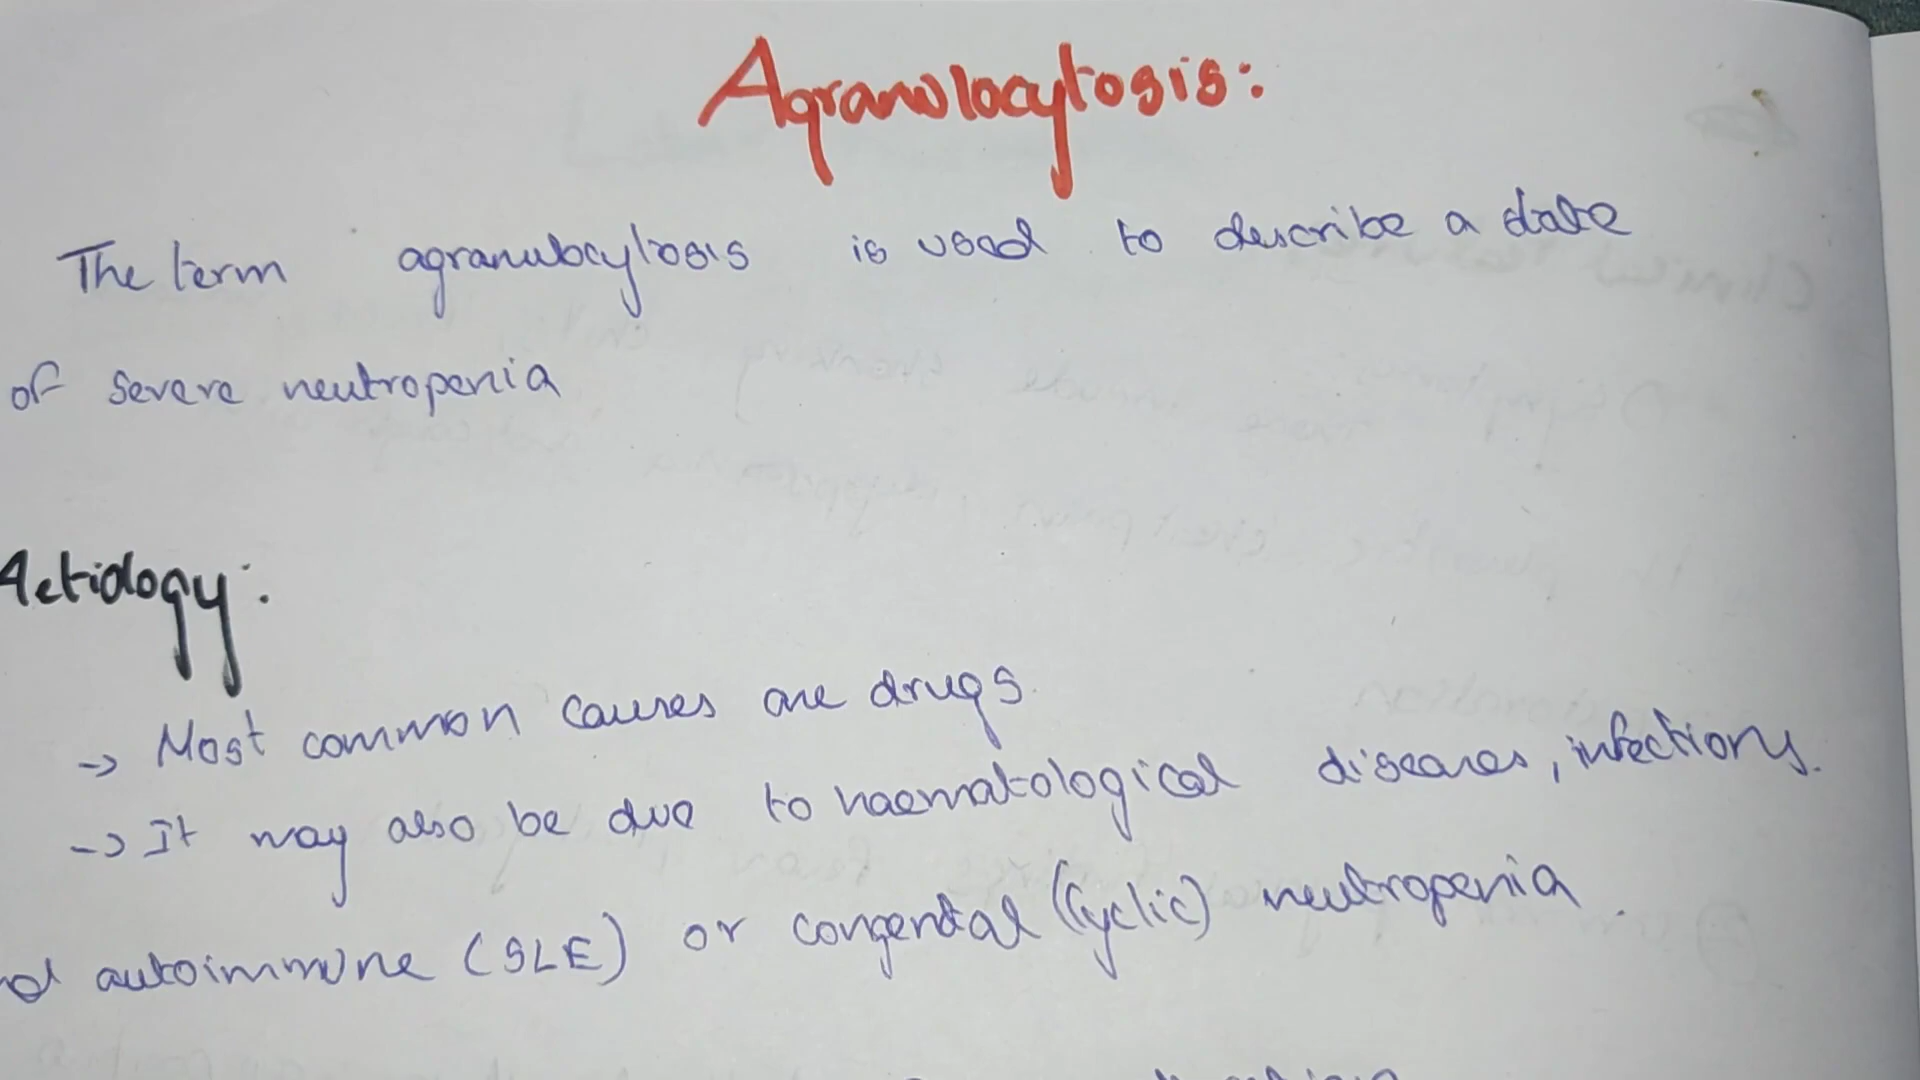 Agranulocytosis:
The term agranulocytosis is used to describe a state
of severe neutropenia
Aetiology:
-> Most common causes are drugs.
-> It may also be due to haematological diseases, infections.
autoimmune (SLE) or congenital (Cyclic) neutropenia.